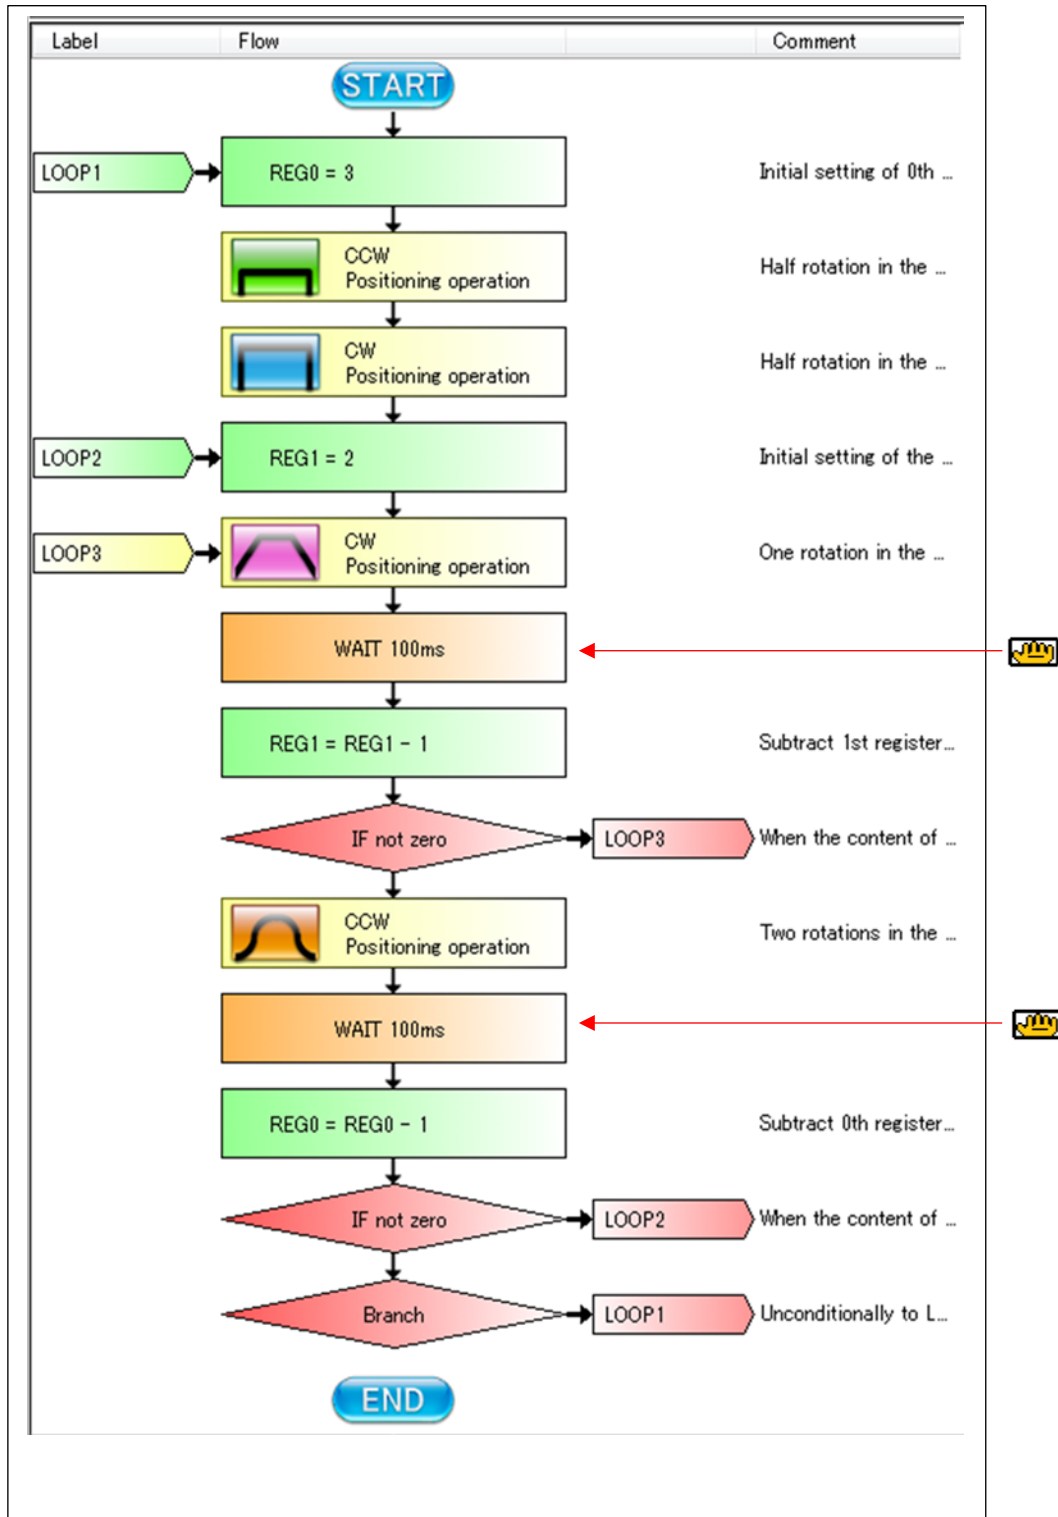 Label Flow Comment
START
LOOP1 REG0 = 3 Initial setting of 0th ...
CCW
Positioning operation Half rotation in the ...
CW
Positioning operation Half rotation in the ...
LOOP2 REG1 = 2 Initial setting of the ...
LOOP3 CW
Positioning operation One rotation in the ...
WAIT 100ms
REG1 = REG1 - 1 Subtract 1st register...
IF not zero LOOP3 When the content of ...
CCW
Positioning operation Two rotations in the ...
WAIT 100ms
REG0 = REG0 - 1 Subtract 0th register...
IF not zero LOOP2 When the content of ...
Branch LOOP1 Unconditionally to L...
END